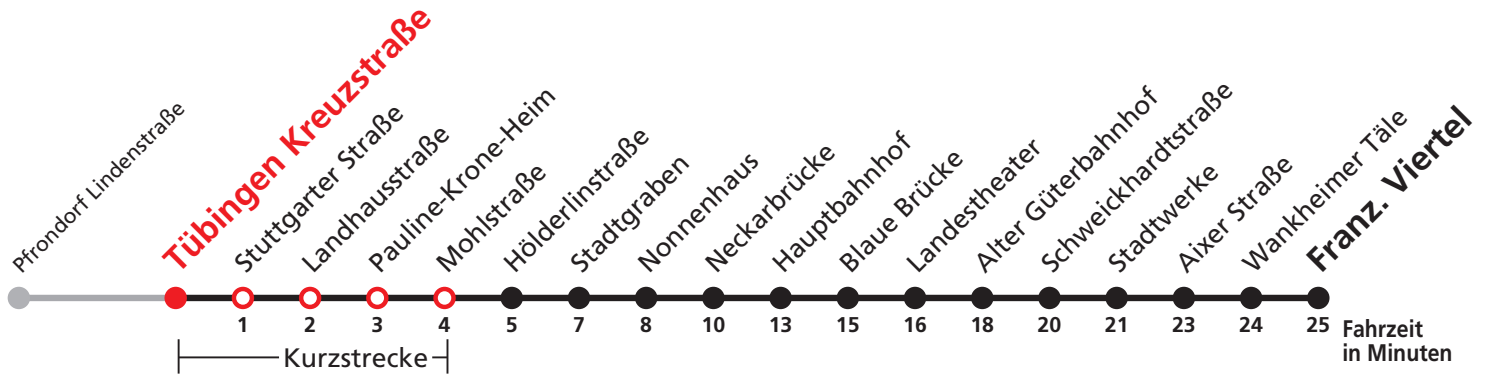 Pfrondorf Lindenstraße
Tübingen Kreuzstraße
Stuttgarter Straße
Landhausstraße
Pauline-Krone-Heim
Mohlstraße
Hölderlinstraße
Stadtgraben
Nonnenhaus
Neckarbrücke
Hauptbahnhof
Blaue Brücke
Landestheater
Alter Güterbahnhof
Schweickhardtstraße
Stadtwerke
Aixer Straße
Wankheimer Täle
Franz. Viertel
1 2 3 4 5 7 8 10 13 15 16 18 20 21 23 24 25 Fahrzeit
in Minuten
Kurzstrecke